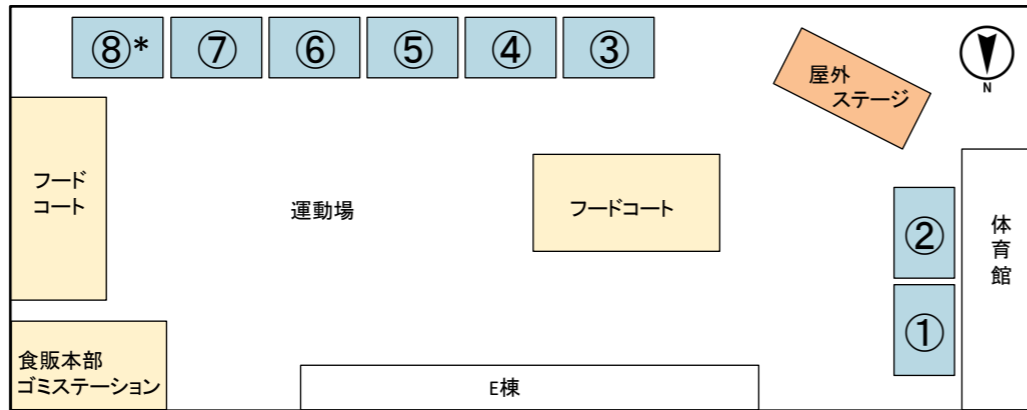 ⑧*
⑦
⑥
⑤
④
③
屋外
ステージ
N
フード
コート
運動場
フードコート
②
体
育
館
①
食販本部
ゴミステーション
E棟